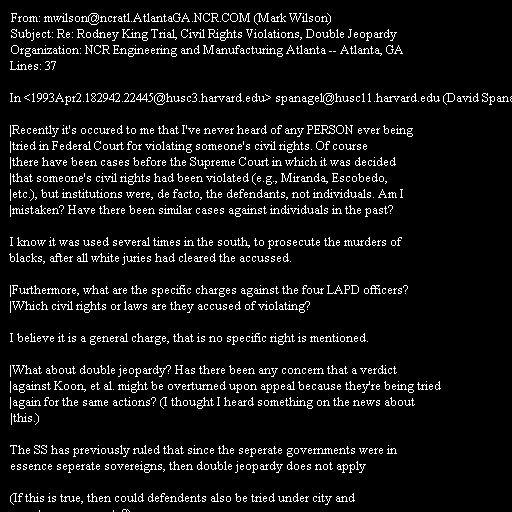 From: mwilson@ncratl.AtlantaGA.NCR.COM (Mark Wilson)
Subject: Re: Rodney King Trial, Civil Rights Violations, Double Jeopardy
Organization: NCR Engineering and Manufacturing Atlanta -- Atlanta, GA
Lines: 37

In <1993Apr2.182942.22445@husc3.harvard.edu> spanagel@husc11.harvard.edu (David Spana

|Recently it's occured to me that I've never heard of any PERSON ever being
|tried in Federal Court for violating someone's civil rights. Of course
|there have been cases before the Supreme Court in which it was decided
|that someone's civil rights had been violated (e.g., Miranda, Escobedo,
|etc.), but institutions were, de facto, the defendants, not individuals. Am I
|mistaken? Have there been similar cases against individuals in the past?

I know it was used several times in the south, to prosecute the murders of
blacks, after all white juries had cleared the accussed.

|Furthermore, what are the specific charges against the four LAPD officers?
|Which civil rights or laws are they accused of violating?

I believe it is a general charge, that is no specific right is mentioned.

|What about double jeopardy? Has there been any concern that a verdict
|against Koon, et al. might be overturned upon appeal because they're being tried
|again for the same actions? (I thought I heard something on the news about
|this.)

The SS has previously ruled that since the seperate governments were in
essence seperate sovereigns, then double jeopardy does not apply

(If this is true, then could defendents also be tried under city and